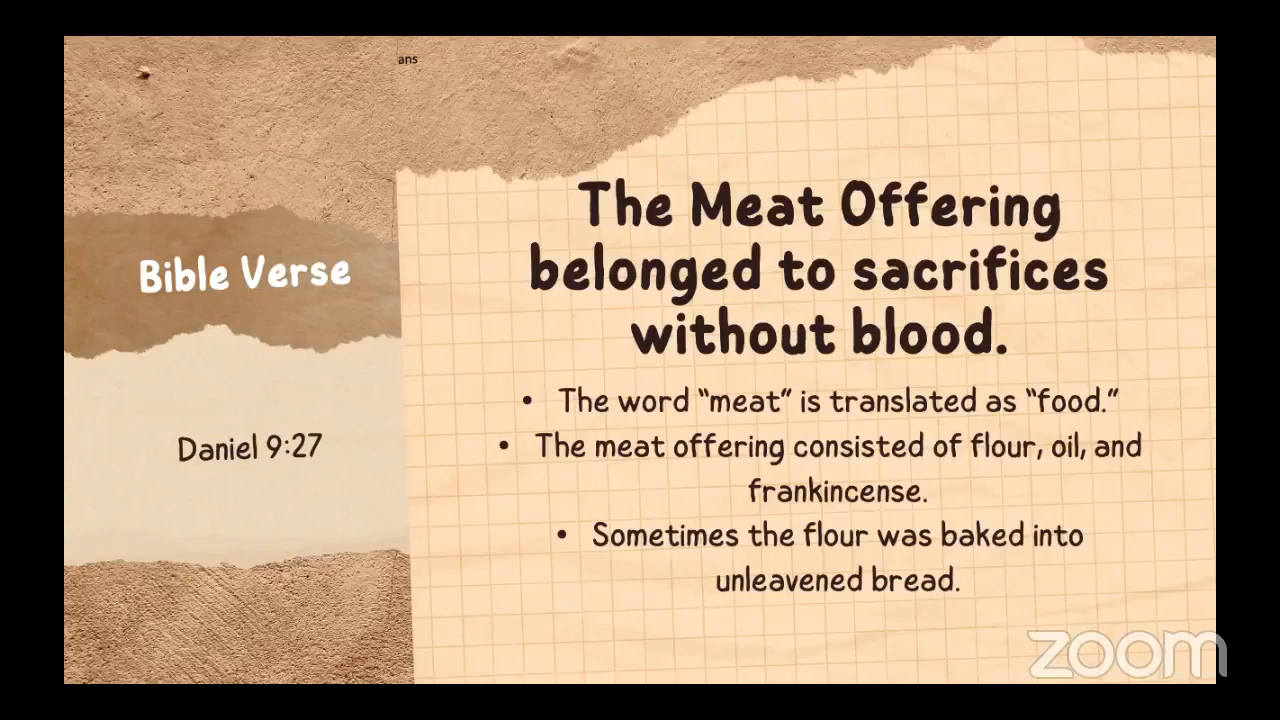 ans
Bible Verse
Daniel 9:27
The Meat Offering
belonged to sacrifices
without blood.
• The word “meat” is translated as “food.”
• The meat offering consisted of flour, oil, and
frankincense.
• Sometimes the flour was baked into
unleavened bread.
zoom